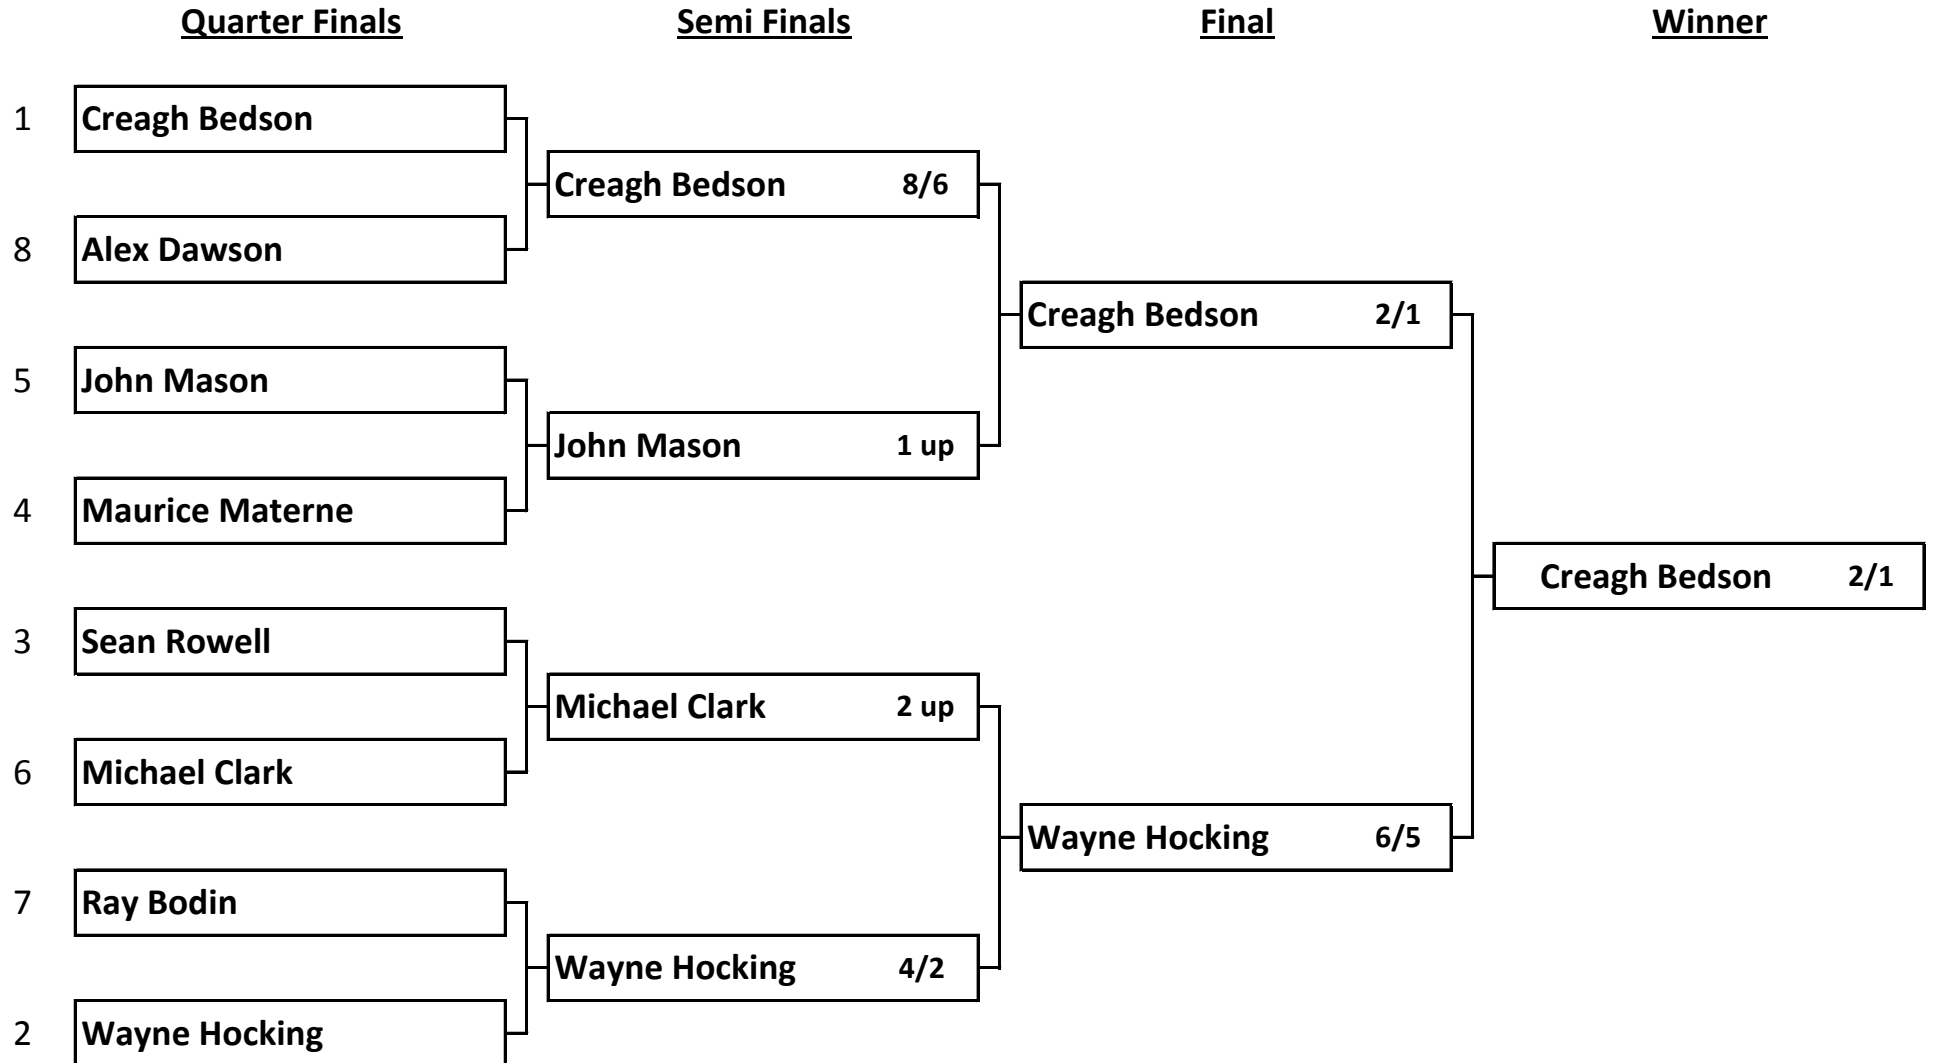 Quarter Finals Semi Finals Final Winner
1 Creagh Bedson
Creagh Bedson 8/6
8 Alex Dawson
Creagh Bedson 2/1
5 John Mason
John Mason 1 up
4 Maurice Materne
Creagh Bedson 2/1
3 Sean Rowell
Michael Clark 2 up
6 Michael Clark
Wayne Hocking 6/5
7 Ray Bodin
Wayne Hocking 4/2
2 Wayne Hocking